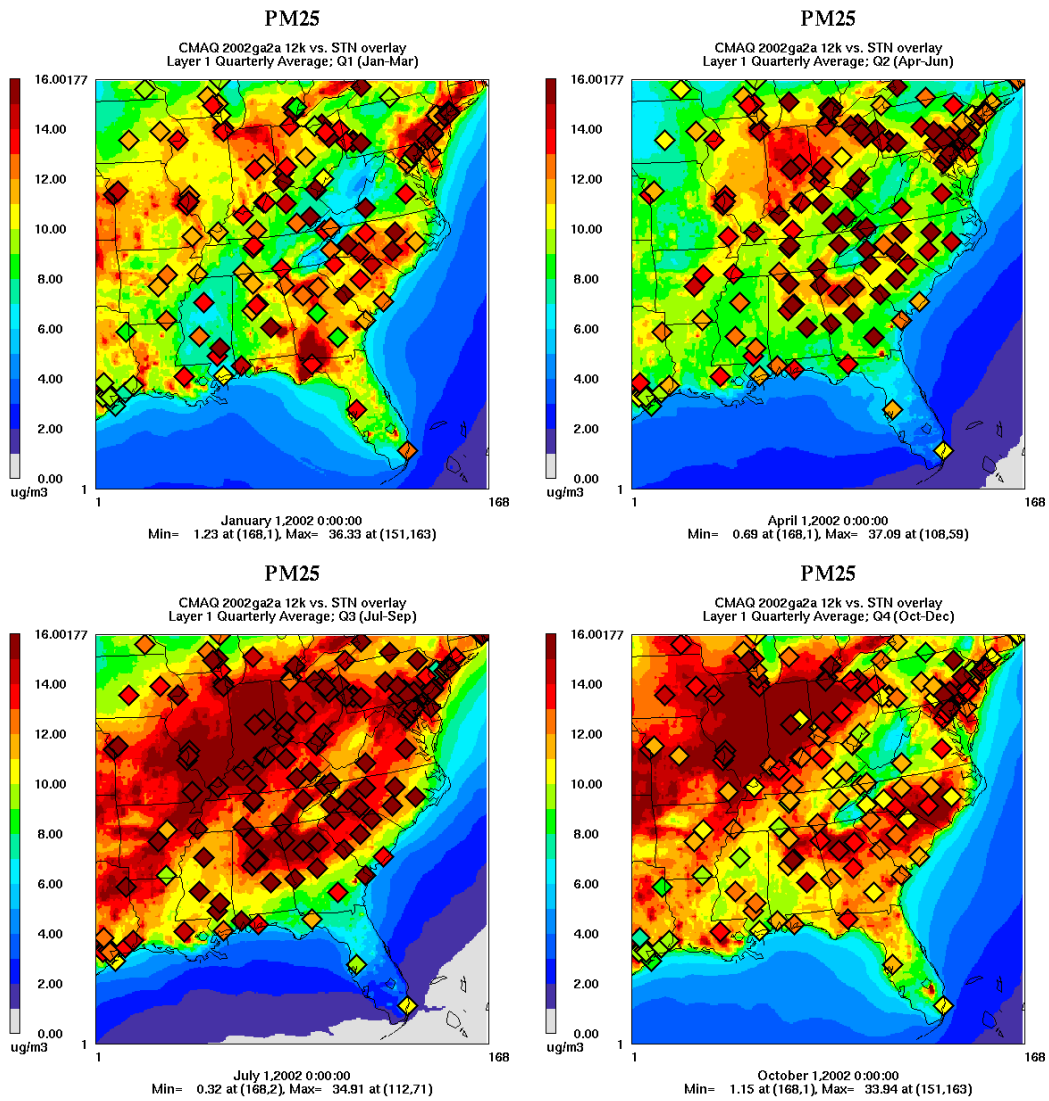 PM25
CMAQ 2002ga2a 12k vs. STN overlay
Layer 1 Quarterly Average; Q1 (Jan-Mar)
16.00177
14.00
12.00
10.00
8.00
6.00
4.00
2.00
0.00
ug/m3
1
1
168
January 1,2002 0:00:00
Min= 1.23 at (168,1), Max= 36.33 at (151,163)
PM25
CMAQ 2002ga2a 12k vs. STN overlay
Layer 1 Quarterly Average; Q2 (Apr-Jun)
16.00177
14.00
12.00
10.00
8.00
6.00
4.00
2.00
0.00
ug/m3
1
1
168
April 1,2002 0:00:00
Min= 0.69 at (168,1), Max= 37.09 at (108,59)
PM25
CMAQ 2002ga2a 12k vs. STN overlay
Layer 1 Quarterly Average; Q3 (Jul-Sep)
16.00177
14.00
12.00
10.00
8.00
6.00
4.00
2.00
0.00
ug/m3
1
1
168
July 1,2002 0:00:00
Min= 0.32 at (168,2), Max= 34.91 at (112,71)
PM25
CMAQ 2002ga2a 12k vs. STN overlay
Layer 1 Quarterly Average; Q4 (Oct-Dec)
16.00177
14.00
12.00
10.00
8.00
6.00
4.00
2.00
0.00
ug/m3
1
1
168
October 1,2002 0:00:00
Min= 1.15 at (168,1), Max= 33.94 at (151,163)